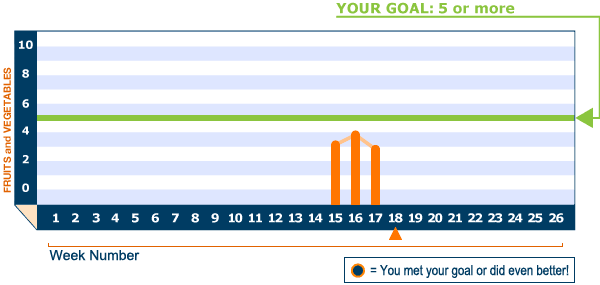 YOUR GOAL: 5 or more
FRUITS and VEGETABLES
10
8
6
4
2
0
1 2 3 4 5 6 7 8 9 10 11 12 13 14 15 16 17 18 19 20 21 22 23 24 25 26
Week Number
= You met your goal or did even better!